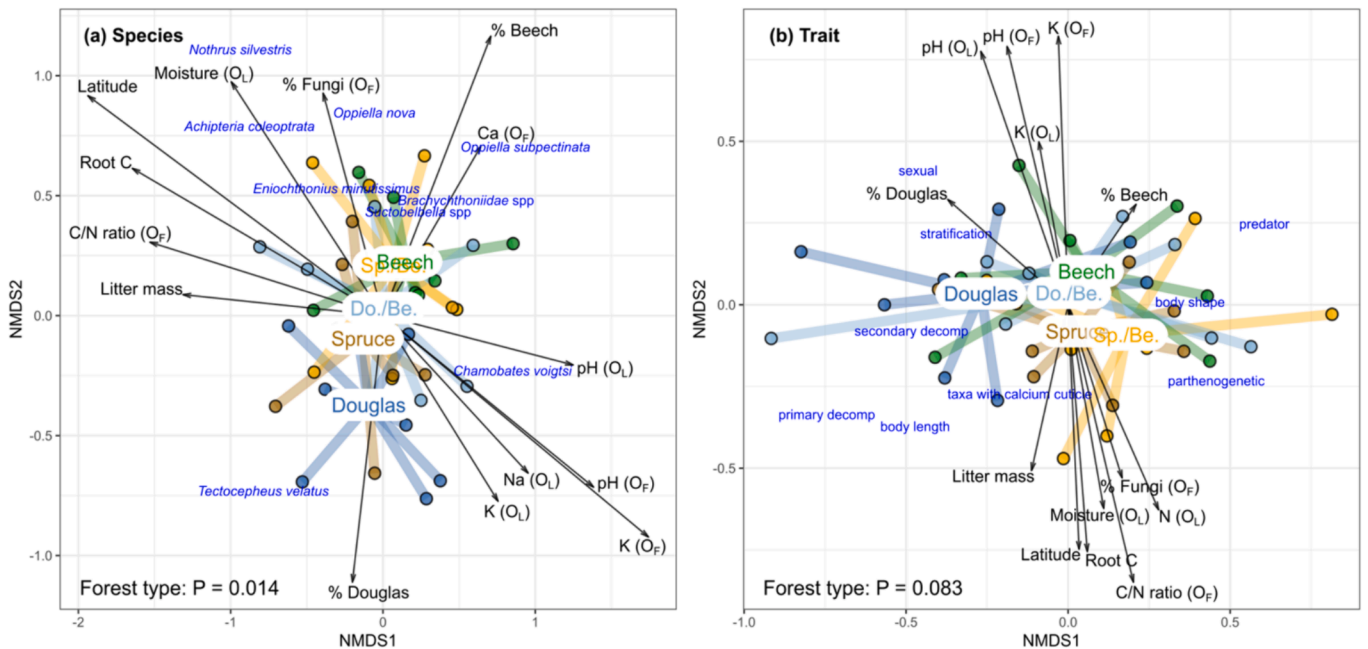 (a) Species
% Beech
Nothrus silvestris
Moisture (OL)
Latitude
% Fungi (OF)
Oppiella nova
Achipteria coleoptrata
Ca (OF)
Oppiella subpectinata
Root C
Eniochthonius minutissimus
Brachychthoniidae spp
Suctobelbella spp
C/N ratio (OF)
Sp./Be.
Beech
Litter mass
Do./Be.
Spruce
Chamobates voigtsi
pH (OL)
Douglas
Na (OL)
pH (OF)
Tectocepheus velatus
K (OL)
K (OF)
% Douglas
Forest type: P = 0.014
1.0
0.5
0.0
-0.5
-1.0
NMDS2
-2
-1
0
1
NMDS1
(b) Trait
K (OF)
pH (OF)
pH (OL)
K (OL)
sexual
% Douglas
% Beech
predator
stratification
Beech
Douglas
Do./Be.
body shape
secondary decomp
Spruce
Sp./Be.
parthenogenetic
taxa with calcium cuticle
primary decomp
body length
Litter mass
% Fungi (OF)
Moisture (OL)
N (OL)
Latitude
Root C
C/N ratio (OF)
Forest type: P = 0.083
0.5
0.0
-0.5
NMDS2
-1.0
-0.5
0.0
0.5
NMDS1